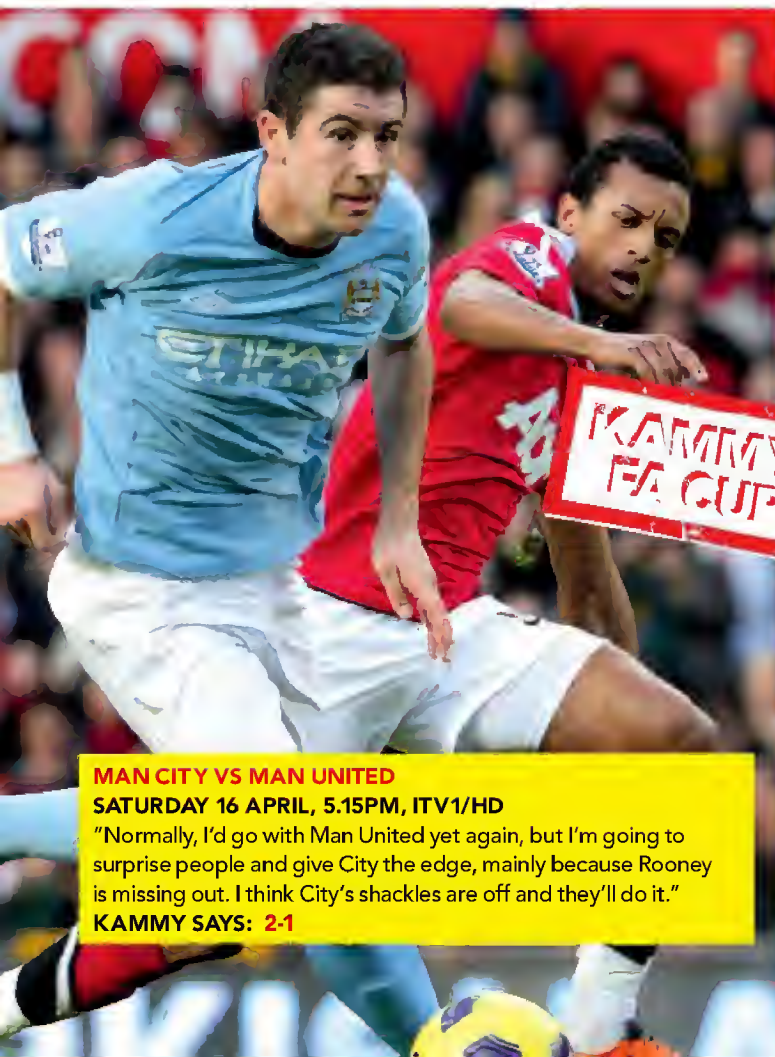 COM
ETIHAD
KAMMY
FA CUP
MAN CITY VS MAN UNITED
SATURDAY 16 APRIL, 5.15PM, ITV1/HD
"Normally, I'd go with Man United yet again, but I'm going to
surprise people and give City the edge, mainly because Rooney
is missing out. I think City's shackles are off and they'll do it."
KAMMY SAYS: 2-1